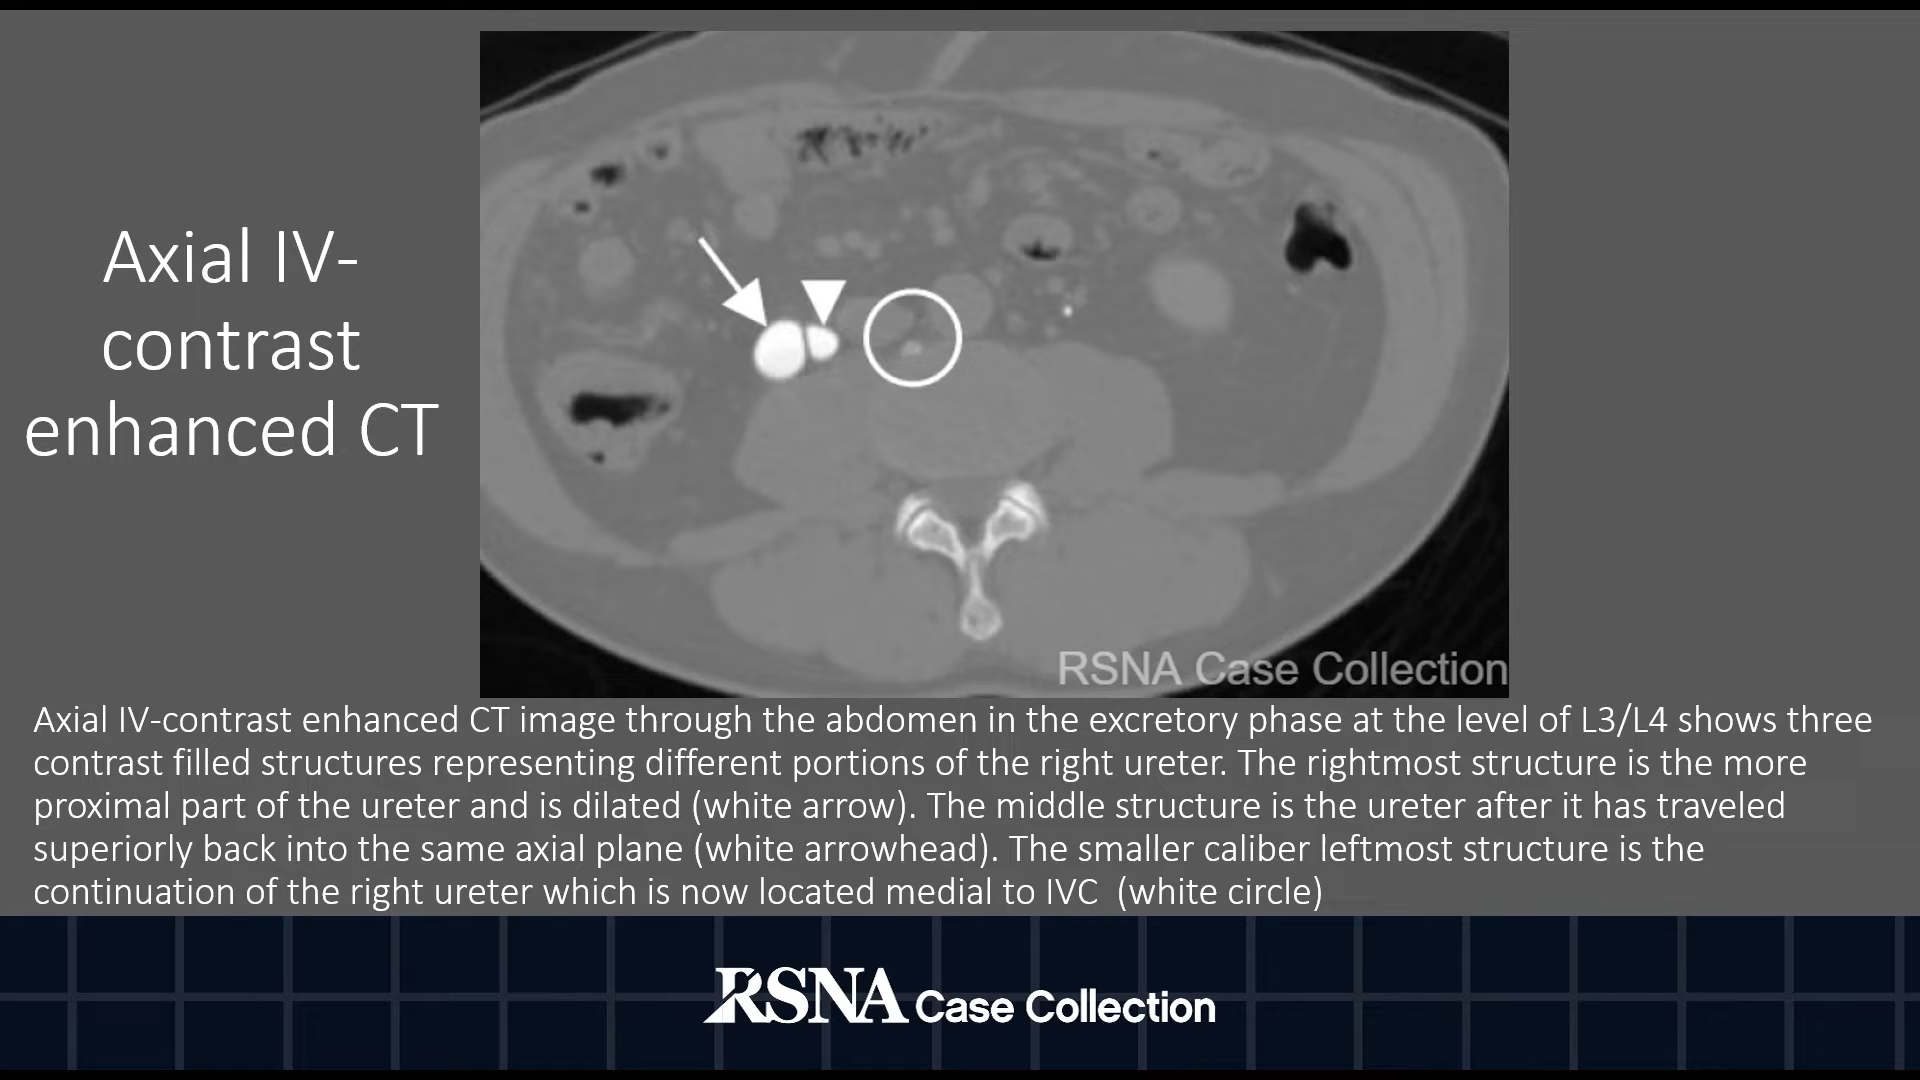 Axial IV-
contrast
enhanced CT
RSNA Case Collection
Axial IV-contrast enhanced CT image through the abdomen in the excretory phase at the level of L3/L4 shows three
contrast filled structures representing different portions of the right ureter. The rightmost structure is the more
proximal part of the ureter and is dilated (white arrow). The middle structure is the ureter after it has traveled
superiorly back into the same axial plane (white arrowhead). The smaller caliber leftmost structure is the
continuation of the right ureter which is now located medial to IVC  (white circle)
RSNA Case Collection